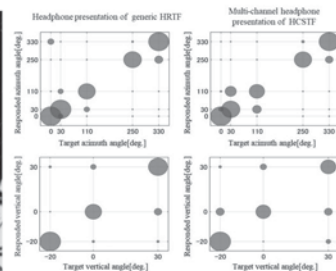 Headphone presentation of generic HRTF
Multi-channel headphone
presentation of HCSTF
Responded azimuth angle[deg.]
330
250
110
30
0
0 30 110 250 330
Target azimuth angle[deg.]
Responded azimuth angle[deg.]
330
250
110
30
0
0 30 110 250 330
Target azimuth angle[deg.]
Responded vertical angle[deg.]
30
0
-20
-20 0 30
Target vertical angle[deg.]
Responded vertical angle[deg.]
30
0
-20
-20 0 30
Target vertical angle[deg.]